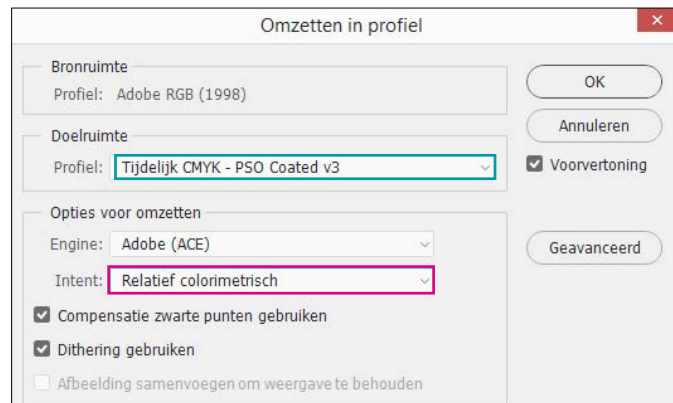 Omzetten in profiel
Bronruimte
Profiel: Adobe RGB (1998)
Doelruimte
Profiel: Tijdelijk CMYK - PSO Coated v3
Opties voor omzetten
Engine: Adobe (ACE)
Intent: Relatief colorimetrisch
Compensatie zwarte punten gebruiken
Dithering gebruiken
Afbeelding samenvoegen om weergave te behouden
OK
Annuleren
Voorvertoning
Geavanceerd